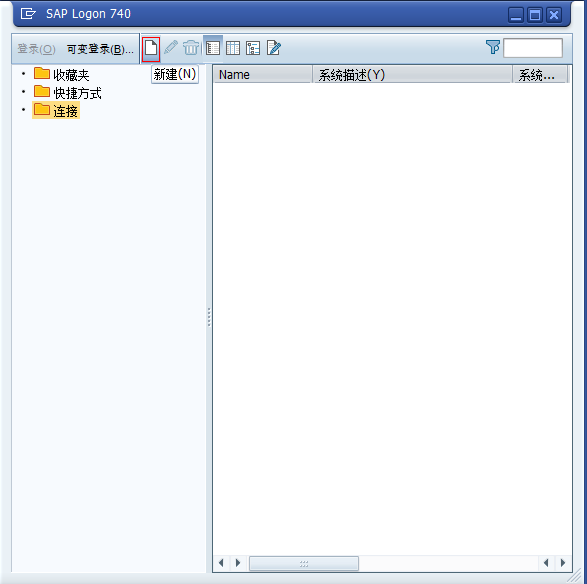 SAP Logon 740
登录(O) 可变登录(B)...
收藏夹 新建(N)
快捷方式
连接
Name 系统描述(Y) 系统...